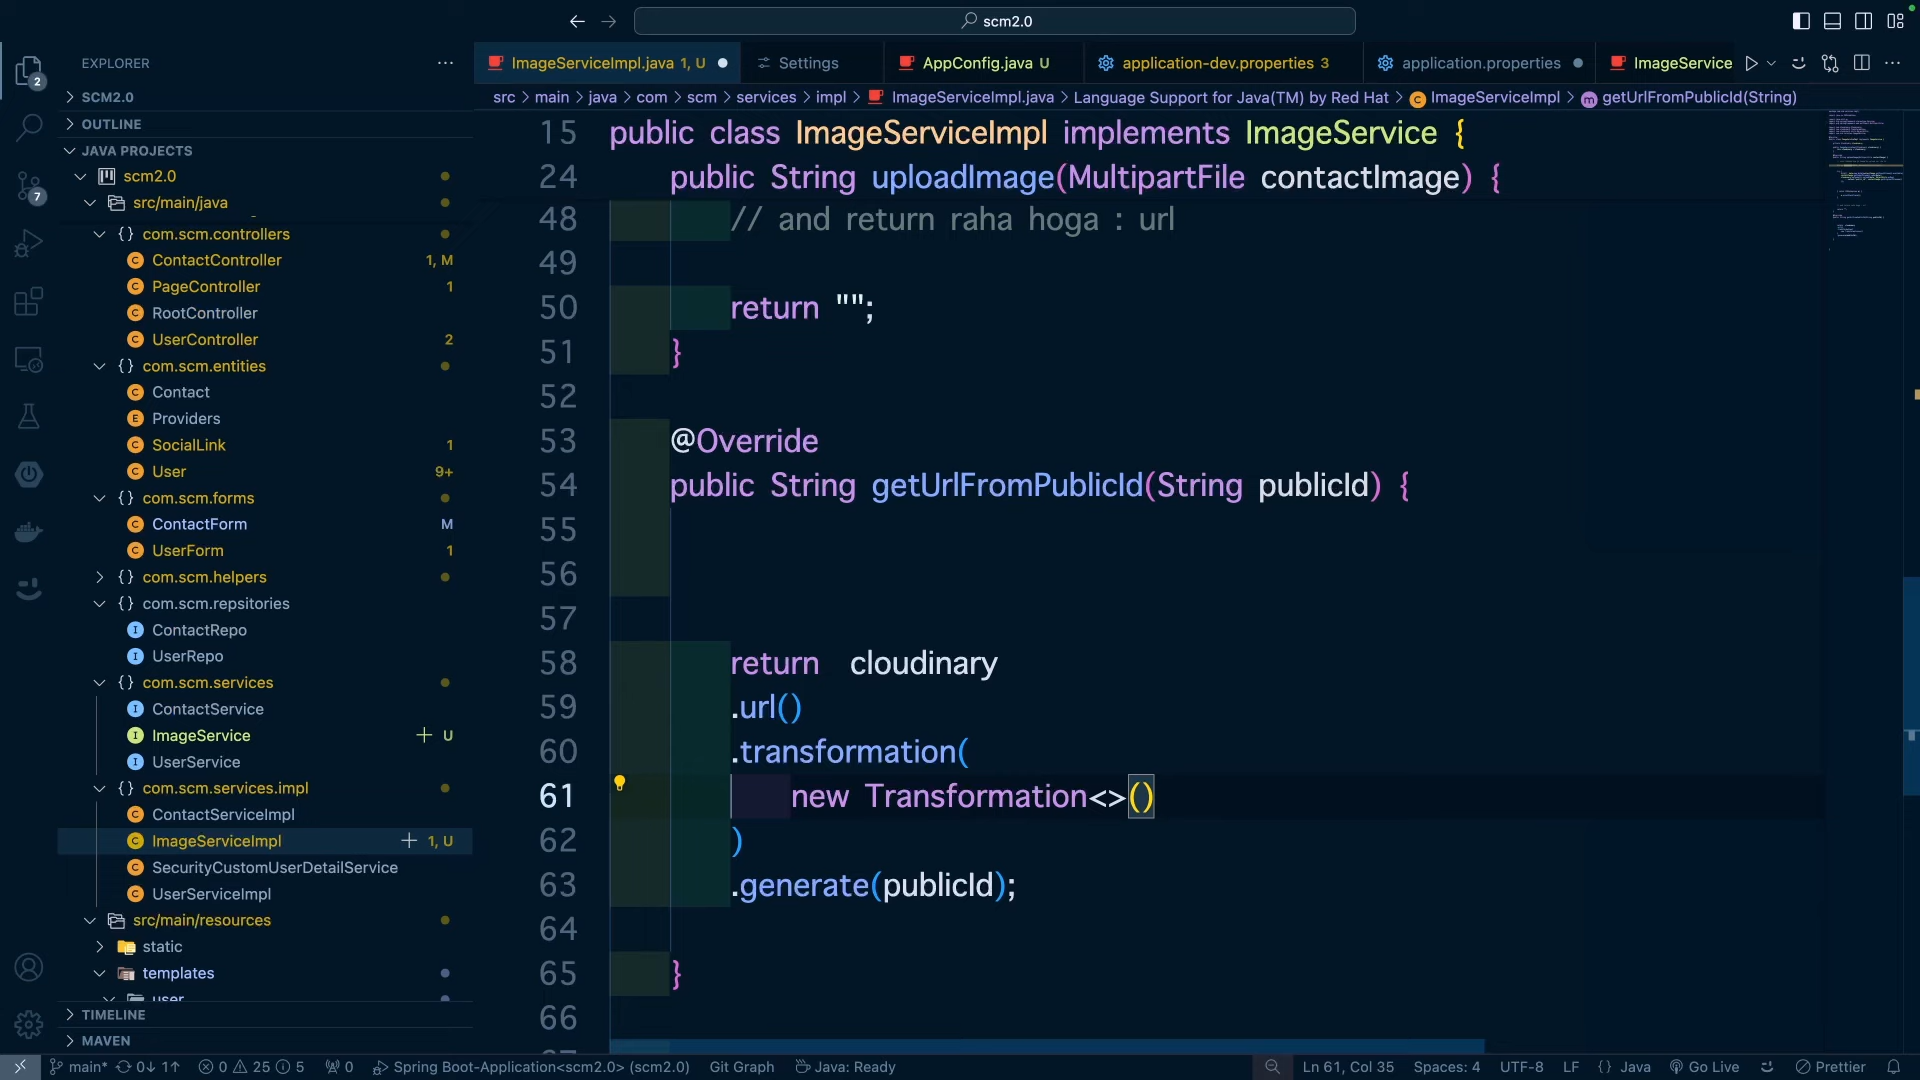 scm2.0
EXPLORER
ImageServiceImpl.java 1, U
Settings
AppConfig.java U
application-dev.properties 3
application.properties
ImageService
src > main > java > com > scm > services > impl > ImageServiceImpl.java > Language Support for Java(TM) by Red Hat > ImageServiceImpl > getUrlFromPublicId(String)
2
7
SCM2.0
OUTLINE
JAVA PROJECTS
scm2.0
src/main/java
{} com.scm.controllers
ContactController 1, M
PageController 1
RootController
UserController 2
{} com.scm.entities
Contact
Providers
SocialLink 1
User 9+
{} com.scm.forms
ContactForm M
UserForm 1
{} com.scm.helpers
{} com.scm.repsitories
ContactRepo
UserRepo
{} com.scm.services
ContactService
ImageService U
UserService
{} com.scm.services.impl
ContactServiceImpl
ImageServiceImpl 1, U
SecurityCustomUserDetailService
UserServiceImpl
src/main/resources
static
templates
user
TIMELINE
MAVEN
15 public class ImageServiceImpl implements ImageService {
24 public String uploadImage(MultipartFile contactImage) {
48 // and return raha hoga : url
49
50 return "";
51 }
52
53 @Override
54 public String getUrlFromPublicId(String publicId) {
55
56
57
58 return cloudinary
59 .url()
60 .transformation(
61 new Transformation<>()
62 )
63 .generate(publicId);
64
65 }
66
main* 0↓ 1↑ 0 25 5 0 Spring Boot-Application<scm2.0> (scm2.0) Git Graph Java: Ready Ln 61, Col 35 Spaces: 4 UTF-8 LF {} Java Go Live Prettier